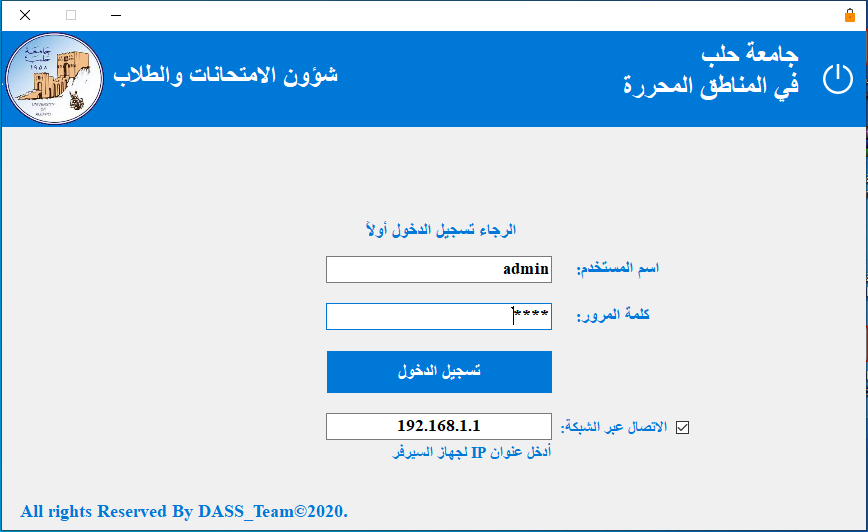 جامعة حلب
في المناطق المحررة
شؤون الامتحانات والطلاب
جامعة
حلب
١٩٥٨
UNIVERSITY
OF
ALEPPO
الرجاء تسجيل الدخول أولاً
اسم المستخدم:
admin
كلمة المرور:
****
تسجيل الدخول
الاتصال عبر الشبكة:
192.168.1.1
أدخل عنوان IP لجهاز السيرفر
All rights Reserved By DASS_Team©2020.